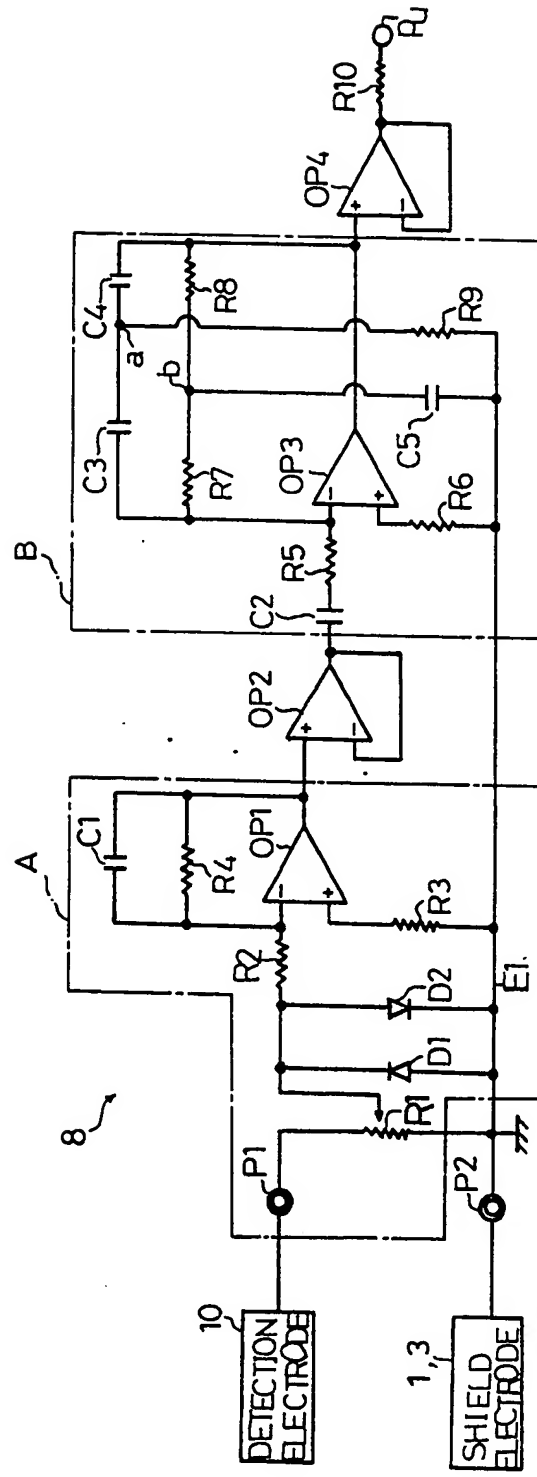 8
A
B
10
DETECTION
ELECTRODE
1,3
SHIELD
ELECTRODE
P1
P2
R1
D1
D2
E1
R2
R3
C1
R4
OP1
-
+
OP2
+
-
C2
R5
OP3
-
+
R6
C3
R7
a
b
C4
R8
C5
R9
OP4
+
-
R10